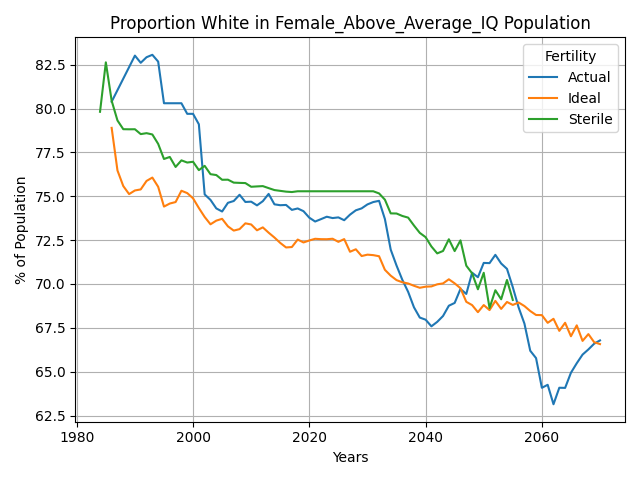 Proportion White in Female_Above_Average_IQ Population
Fertility
Actual
Ideal
Sterile
% of Population
82.5
80.0
77.5
75.0
72.5
70.0
67.5
65.0
62.5
1980
2000
2020
2040
2060
Years